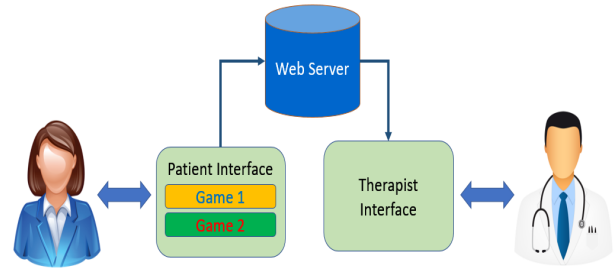 Web Server
Patient Interface
Game 1
Game 2
Therapist
Interface